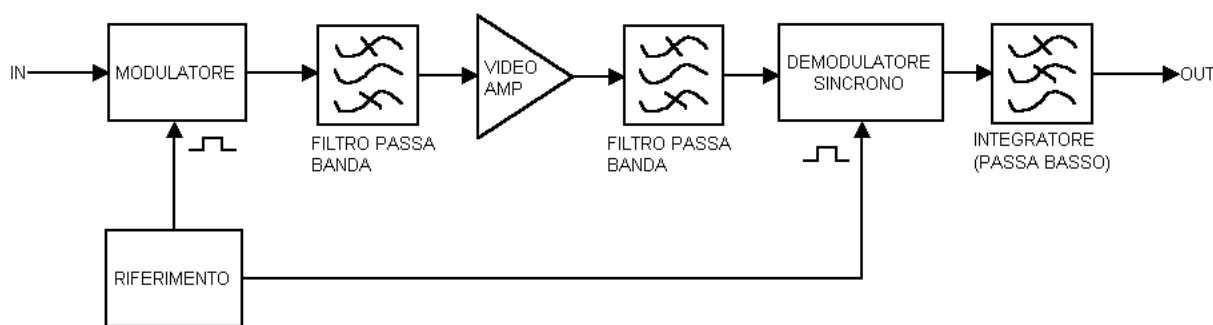 IN
MODULATORE
FILTRO PASSA
BANDA
VIDEO
AMP
FILTRO PASSA
BANDA
DEMODULATORE
SINCRONO
INTEGRATORE
(PASSA BASSO)
OUT
RIFERIMENTO